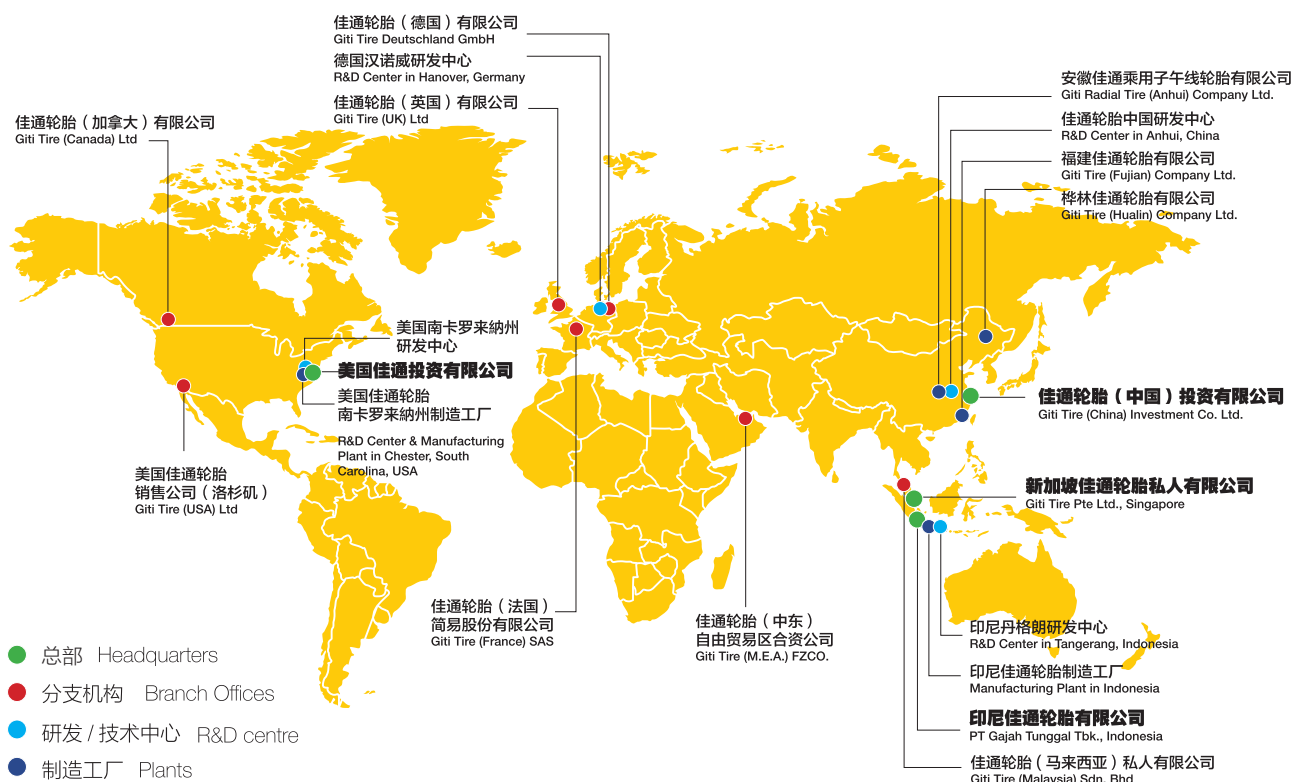 佳通轮胎（德国）有限公司
Giti Tire Deutschland GmbH
德国汉诺威研发中心
R&D Center in Hanover, Germany
佳通轮胎（英国）有限公司
Giti Tire (UK) Ltd
佳通轮胎（加拿大）有限公司
Giti Tire (Canada) Ltd
安徽佳通乘用子午线轮胎有限公司
Giti Radial Tire (Anhui) Company Ltd.
佳通轮胎中国研发中心
R&D Center in Anhui, China
福建佳通轮胎有限公司
Giti Tire (Fujian) Company Ltd.
桦林佳通轮胎有限公司
Giti Tire (Hualin) Company Ltd.
美国南卡罗来納州
研发中心
美国佳通投资有限公司
美国佳通轮胎
南卡罗来納州制造工厂
R&D Center & Manufacturing
Plant in Chester, South
Carolina, USA
美国佳通轮胎
销售公司（洛杉矶）
Giti Tire (USA) Ltd
佳通轮胎（中国）投资有限公司
Giti Tire (China) Investment Co. Ltd.
新加坡佳通轮胎私人有限公司
Giti Tire Pte Ltd., Singapore
佳通轮胎（法国）
简易股份有限公司
Giti Tire (France) SAS
佳通轮胎（中东）
自由贸易区合资公司
Giti Tire (M.E.A.) FZCO.
印尼丹格朗研发中心
R&D Center in Tangerang, Indonesia
印尼佳通轮胎制造工厂
Manufacturing Plant in Indonesia
印尼佳通轮胎有限公司
PT Gajah Tunggal Tbk., Indonesia
佳通轮胎（马来西亚）私人有限公司
Giti Tire (Malaysia) Sdn. Bhd
总部 Headquarters
分支机构 Branch Offices
研发 / 技术中心 R&D centre
制造工厂 Plants